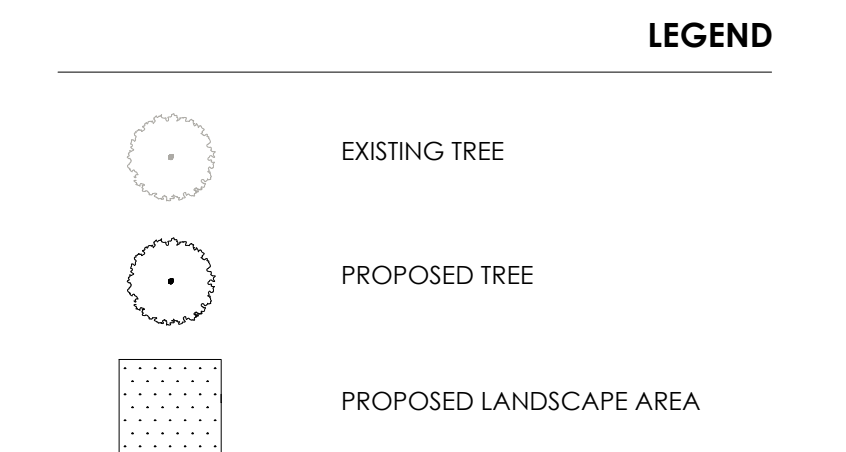 LEGEND
EXISTING TREE
PROPOSED TREE
PROPOSED LANDSCAPE AREA